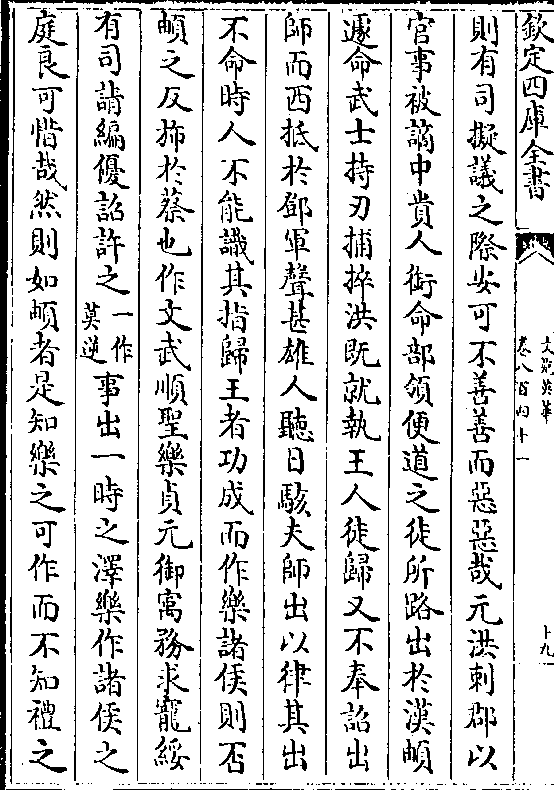 欽定四庫全書
文苑英華
卷八百四十一
十九
則有司擬議之際安可不善善而惡惡哉元洪刺郡以
官事被謫中貴人銜命部領便道之徒所路出於漢頔
遽命武士持刃捕捽洪既就執王人徒歸又不奉詔出
師而西抵於鄧軍聲甚雄人聽日駭夫師出以律其出
不命時人不能識其指歸王者功成而作樂諸侯則否
頔之反斾於蔡也作文武順聖樂貞元御寓務求寵綏
有司請編優詔許之一作莫逆事出一時之澤樂作諸侯之
庭良可惜哉然則如頔者是知樂之可作而不知禮之